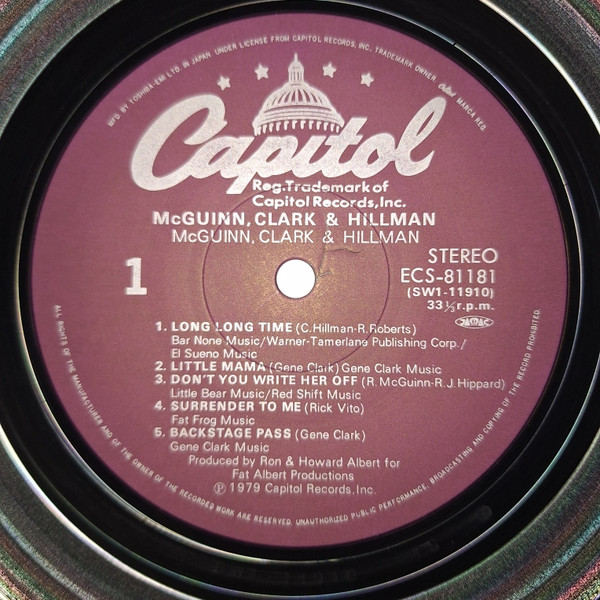 MFD BY TOSHIBA-EMI LTD. IN JAPAN UNDER LICENSE FROM CAPITOL RECORDS, INC. TRADEMARK OWNER. Capitol MARCA REG.
Capitol
Reg.Trademark of
Capitol Records,Inc.
McGUINN, CLARK & HILLMAN
McGUINN, CLARK & HILLMAN
1
STEREO
ECS-81181
(SW1-11910)
33⅓r.p.m.
JASRAC
1. LONG LONG TIME (C.Hillman-R.Roberts)
Bar None Music/Warner-Tamerlane Publishing Corp./
El Sueno Music
2. LITTLE MAMA (Gene Clark) Gene Clark Music
3. DON'T YOU WRITE HER OFF (R. McGuinn-R.J. Hippard)
Little Bear Music/Red Shift Music
4. SURRENDER TO ME (Rick Vito)
Fat Frog Music
5. BACKSTAGE PASS (Gene Clark)
Gene Clark Music
Produced by Ron & Howard Albert for
Fat Albert Productions
Ⓟ 1979 Capitol Records, Inc.
ALL RIGHTS OF THE MANUFACTURER AND OF THE OWNER OF THE RECORDED WORK ARE RESERVED. UNAUTHORIZED PUBLIC PERFORMANCE, BROADCASTING AND COPYING OF THE RECORD PROHIBITED.